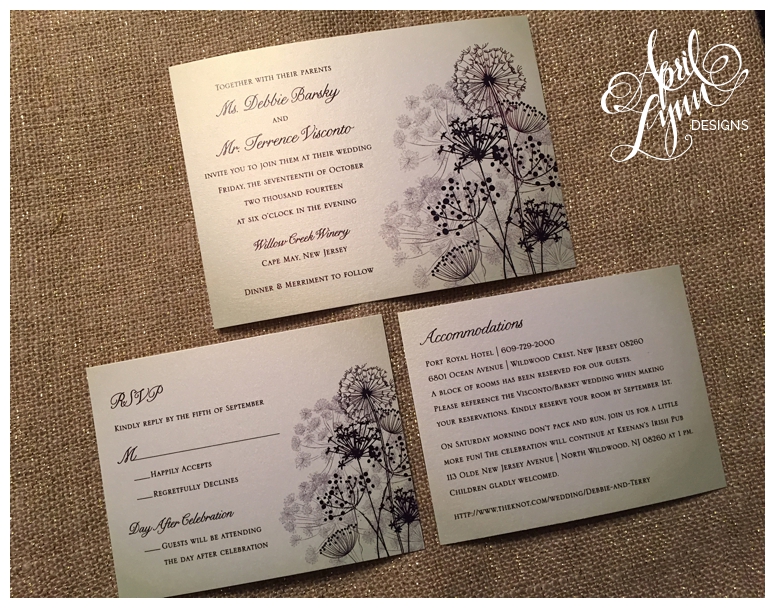 Together with their parents
Ms. Debbie Barsky
and
Mr. Terrence Visconto
invite you to join them at their wedding
Friday, the seventeenth of October
two thousand fourteen
at six o'clock in the evening
Willow Creek Winery
Cape May, New Jersey
Dinner & Merriment to follow
April
Lynn
DESIGNS
RSVP
Kindly reply by the fifth of September
M
Happily Accepts
Regretfully Declines
Day After Celebration
Guests will be attending
the day after celebration
Accommodations
Port Royal Hotel | 609-729-2000
6801 Ocean Avenue | Wildwood Crest, New Jersey 08260
A block of rooms has been reserved for our guests.
Please reference the Visconto/Barsky wedding when making
your reservations. Kindly reserve your room by September 1st.
On Saturday morning don't pack and run, join us for a little
more fun! The celebration will continue at Keenan's Irish Pub
113 Olde New Jersey Avenue | North Wildwood, NJ 08260 at 1 pm.
Children gladly welcomed.
http://www.theknot.com/wedding/Debbie-and-Terry